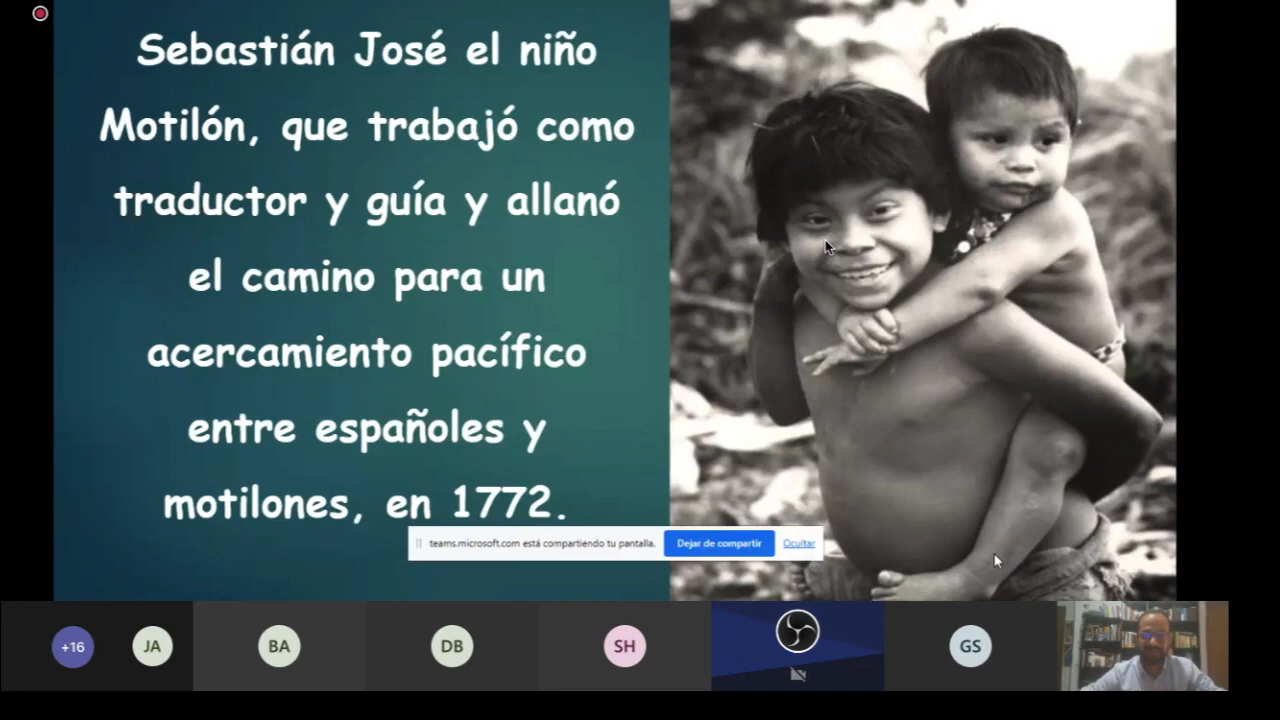 Sebastián José el niño
Motilón, que trabajó como
traductor y guía y allanó
el camino para un
acercamiento pacífico
entre españoles y
motilones, en 1772.
teams.microsoft.com está compartiendo tu pantalla. Dejar de compartir Ocultar
+16 JA BA DB SH GS